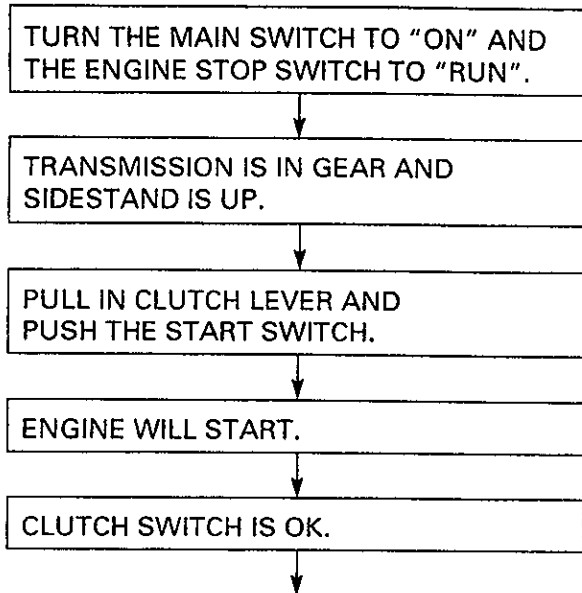 TURN THE MAIN SWITCH TO "ON" AND
THE ENGINE STOP SWITCH TO "RUN".
TRANSMISSION IS IN GEAR AND
SIDESTAND IS UP.
PULL IN CLUTCH LEVER AND
PUSH THE START SWITCH.
ENGINE WILL START.
CLUTCH SWITCH IS OK.